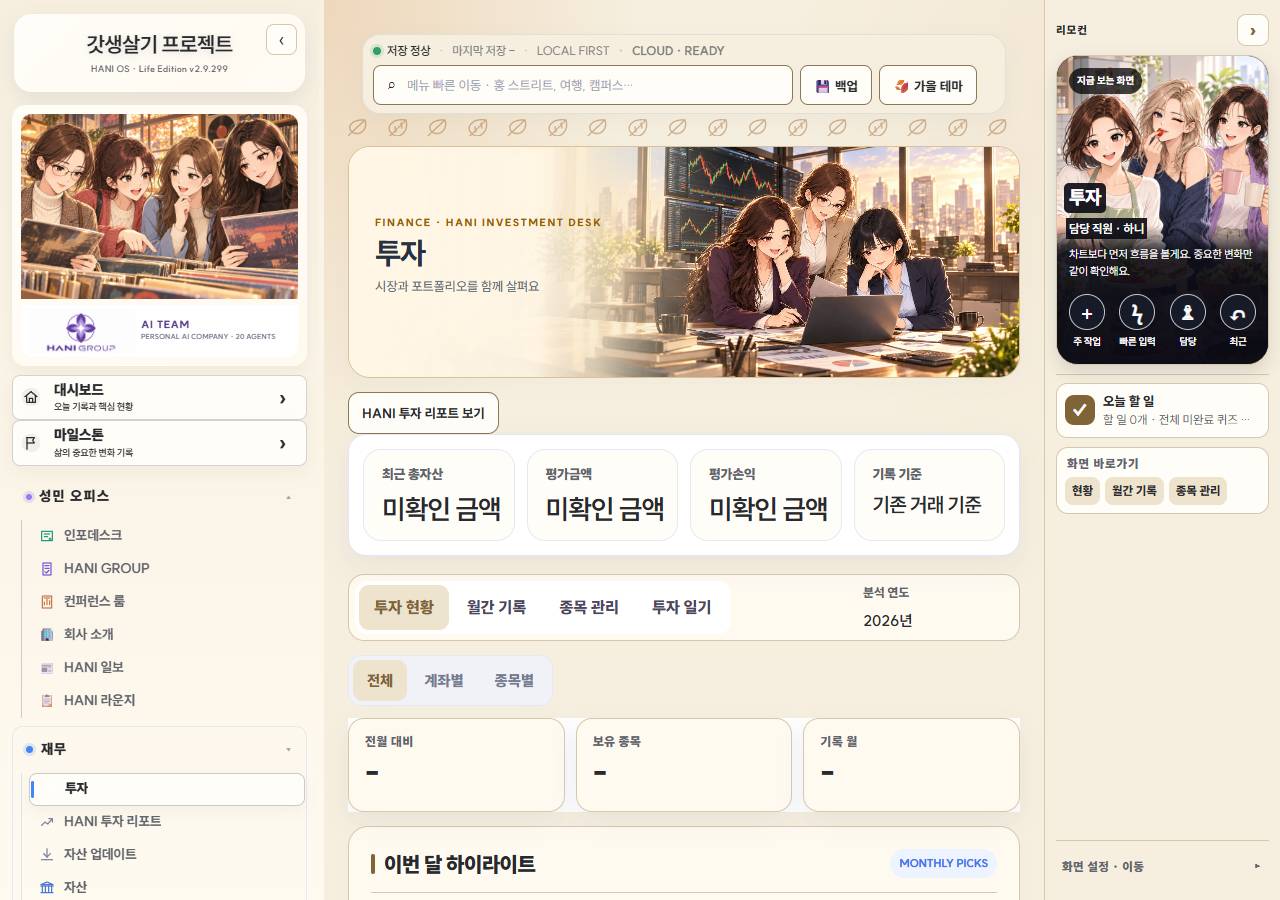 갓생살기 프로젝트
HANI OS · Life Edition v2.9.299
‹
HANI GROUP
AI TEAM
PERSONAL AI COMPANY · 20 AGENTS
대시보드
오늘 기록과 핵심 현황
›
마일스톤
삶의 중요한 변화 기록
›
성민 오피스
인포데스크
HANI GROUP
컨퍼런스 룸
회사 소개
HANI 일보
HANI 라운지
재무
투자
HANI 투자 리포트
자산 업데이트
자산
저장 정상 · 마지막 저장 – · LOCAL FIRST · CLOUD · READY
메뉴 빠른 이동 · 홍 스트리트, 여행, 캠퍼스…
백업
가을 테마
FINANCE · HANI INVESTMENT DESK
투자
시장과 포트폴리오를 함께 살펴요
HANI 투자 리포트 보기
최근 총자산
미확인 금액
평가금액
미확인 금액
평가손익
미확인 금액
기록 기준
기존 거래 기준
투자 현황
월간 기록
종목 관리
투자 일기
분석 연도
2026년
전체
계좌별
종목별
전월 대비
–
보유 종목
–
기록 월
–
이번 달 하이라이트
MONTHLY PICKS
리모컨
›
지금 보는 화면
투자
담당 직원 · 하니
차트보다 먼저 흐름을 볼게요. 중요한 변화만
같이 확인해요.
주 작업
빠른 입력
담당
최근
오늘 할 일
할 일 0개 · 전체 미완료 퀴즈 …
화면 바로가기
현황
월간 기록
종목 관리
화면 설정 · 이동